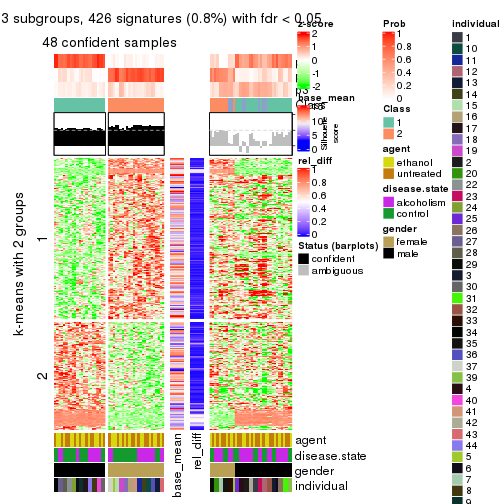 3 subgroups, 426 signatures (0.8%) with fdr < 0.05
48 confident samples
k-means with 2 groups
1
2
Silhouette
score
base_mean
rel_diff
agent
disease.state
gender
individual
z-score
2
1
0
-1
-2
base_mean
15
10
5
0
rel_diff
1
0.8
0.6
0.4
0.2
0
Status (barplots)
confident
ambiguous
Prob
1
0.8
0.6
0.4
0.2
0
Class
1
2
agent
ethanol
untreated
disease.state
alcoholism
control
gender
female
male
individual
1
10
11
12
13
14
15
16
17
18
19
2
20
22
23
24
25
26
27
28
29
3
30
31
32
33
34
35
36
37
39
4
40
41
42
43
44
5
6
7
8
9